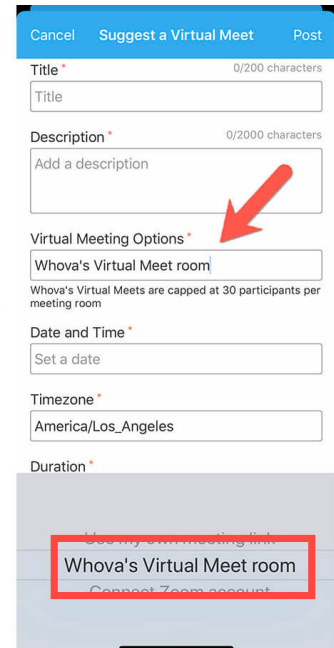 Cancel Suggest a Virtual Meet Post
Title * 0/200 characters
Title
Description * 0/2000 characters
Add a description
Virtual Meeting Options *
Whova's Virtual Meet room
Whova's Virtual Meets are capped at 30 participants per
meeting room
Date and Time *
Set a date
Timezone *
America/Los_Angeles
Duration *
Use my own meeting link
Whova's Virtual Meet room
Connect Zoom account